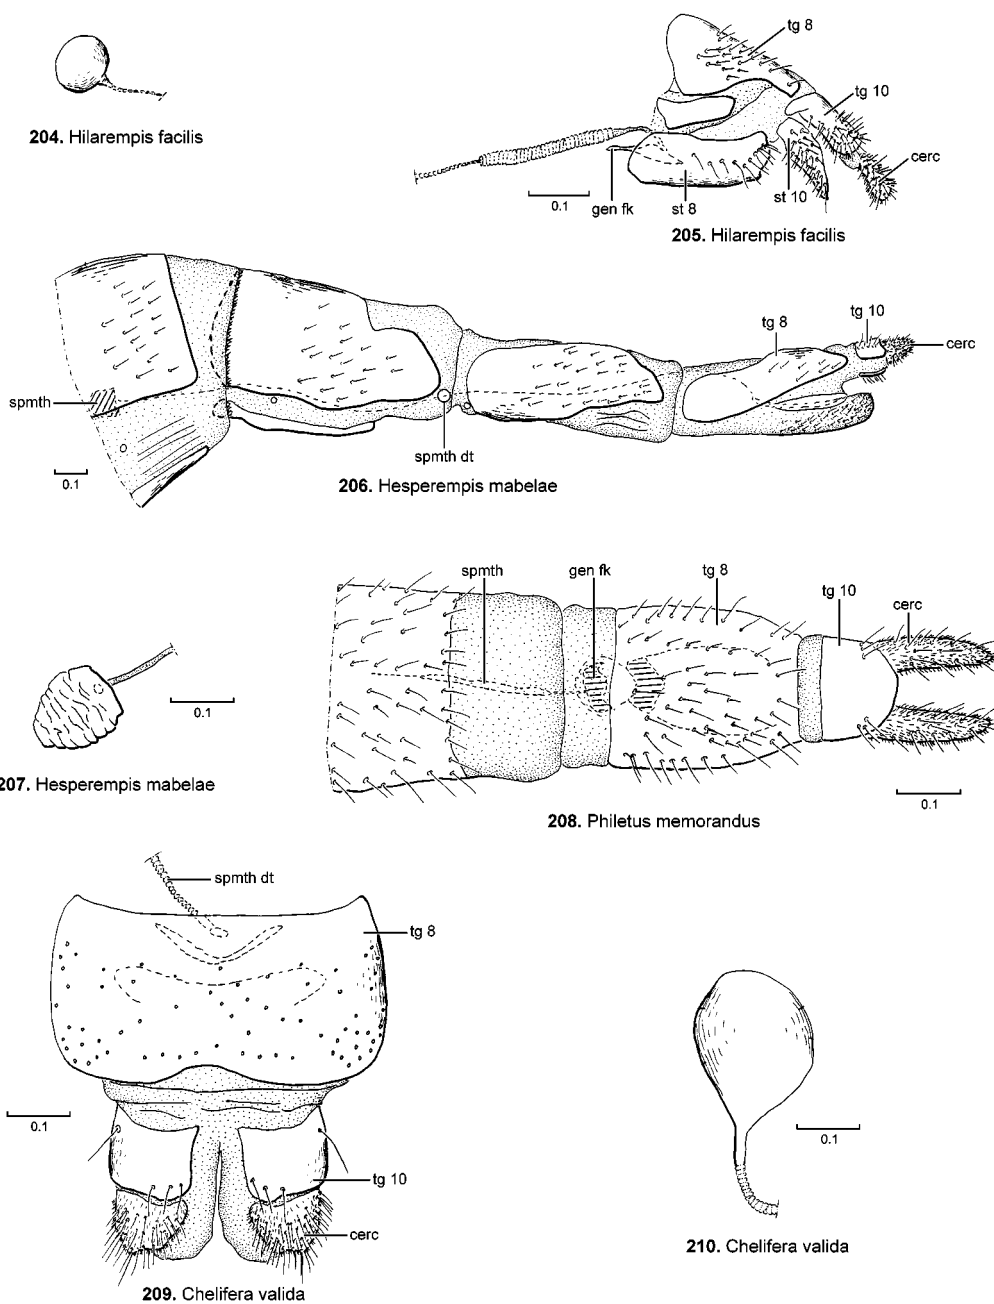 204. Hilarempis facilis
tg 8
tg 10
cerc
0.1
gen fk
st 8
st 10
205. Hilarempis facilis
tg 8
tg 10
cerc
spmth
spmth dt
0.1
206. Hesperempis mabelae
0.1
207. Hesperempis mabelae
spmth
gen fk
tg 8
tg 10
cerc
0.1
208. Philetus memorandus
spmth dt
tg 8
0.1
tg 10
cerc
209. Chelifera valida
0.1
210. Chelifera valida